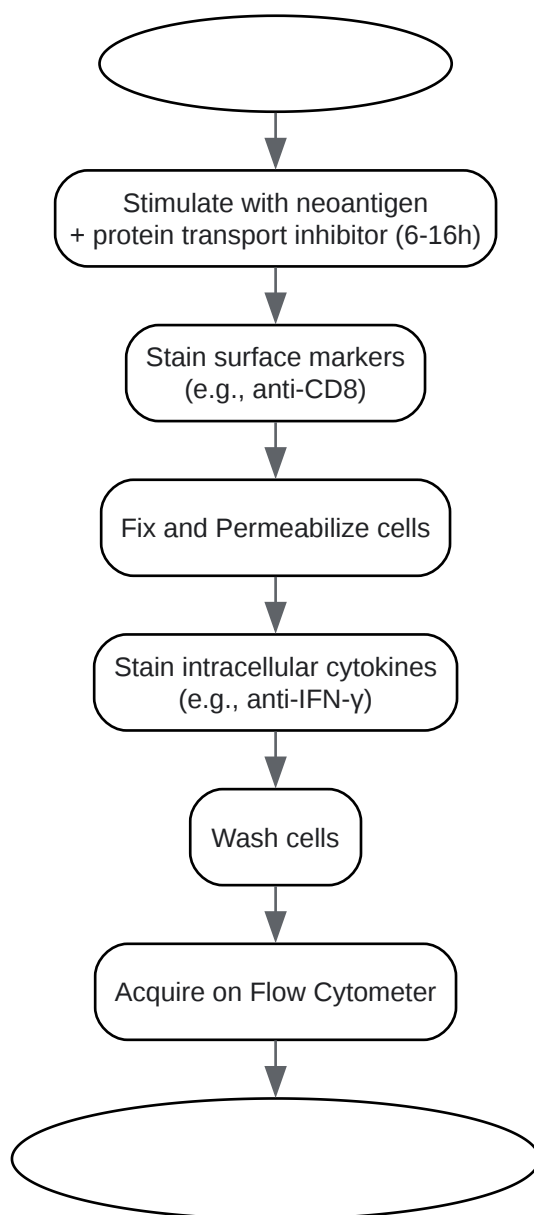 Stimulate with neoantigen
+ protein transport inhibitor (6-16h)
Stain surface markers
(e.g., anti-CD8)
Fix and Permeabilize cells
Stain intracellular cytokines
(e.g., anti-IFN-γ)
Wash cells
Acquire on Flow Cytometer